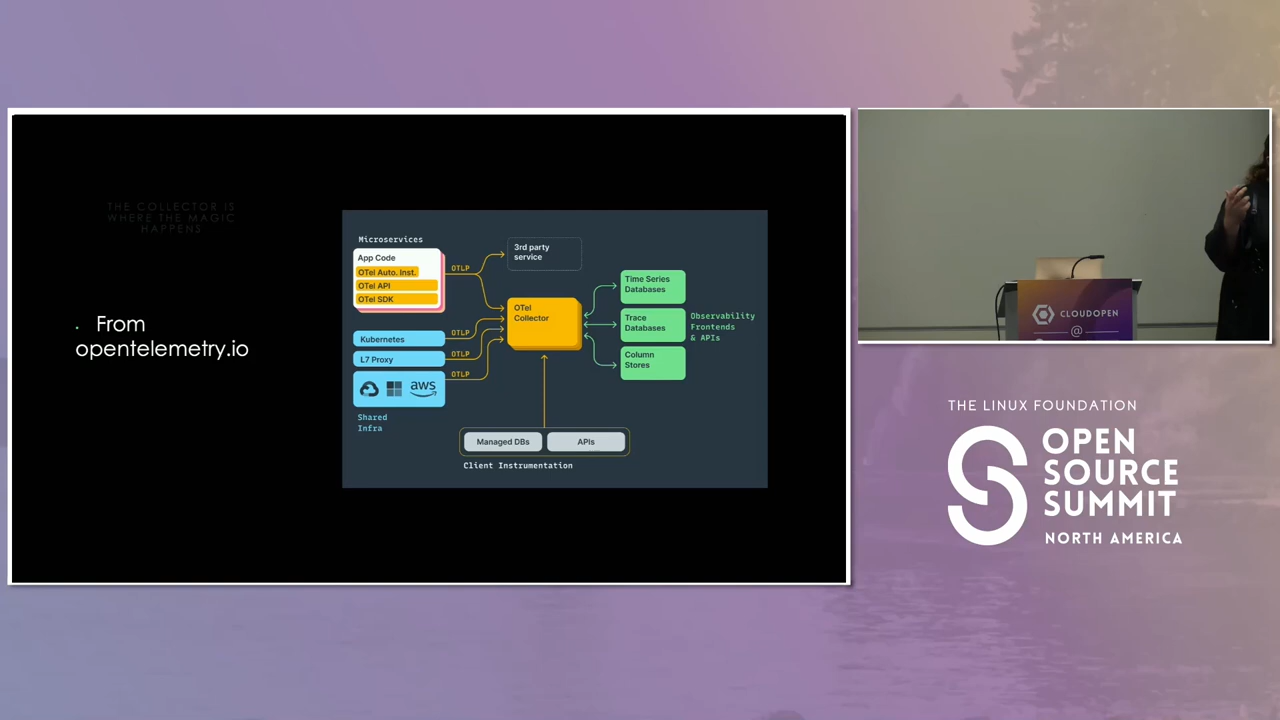 THE COLLECTOR IS
WHERE THE MAGIC
HAPPENS
. From
opentelemetry.io
Microservices
App Code
OTel Auto. Inst.
OTel API
OTel SDK
OTLP
3rd party
service
OTel
Collector
Kubernetes
OTLP
L7 Proxy
OTLP
aws
OTLP
Shared
Infra
Time Series
Databases
Trace
Databases
Column
Stores
Observability
Frontends
& APIs
Managed DBs
APIs
Client Instrumentation
CLOUDOPEN
@
THE LINUX FOUNDATION
OPEN
SOURCE
SUMMIT
NORTH AMERICA